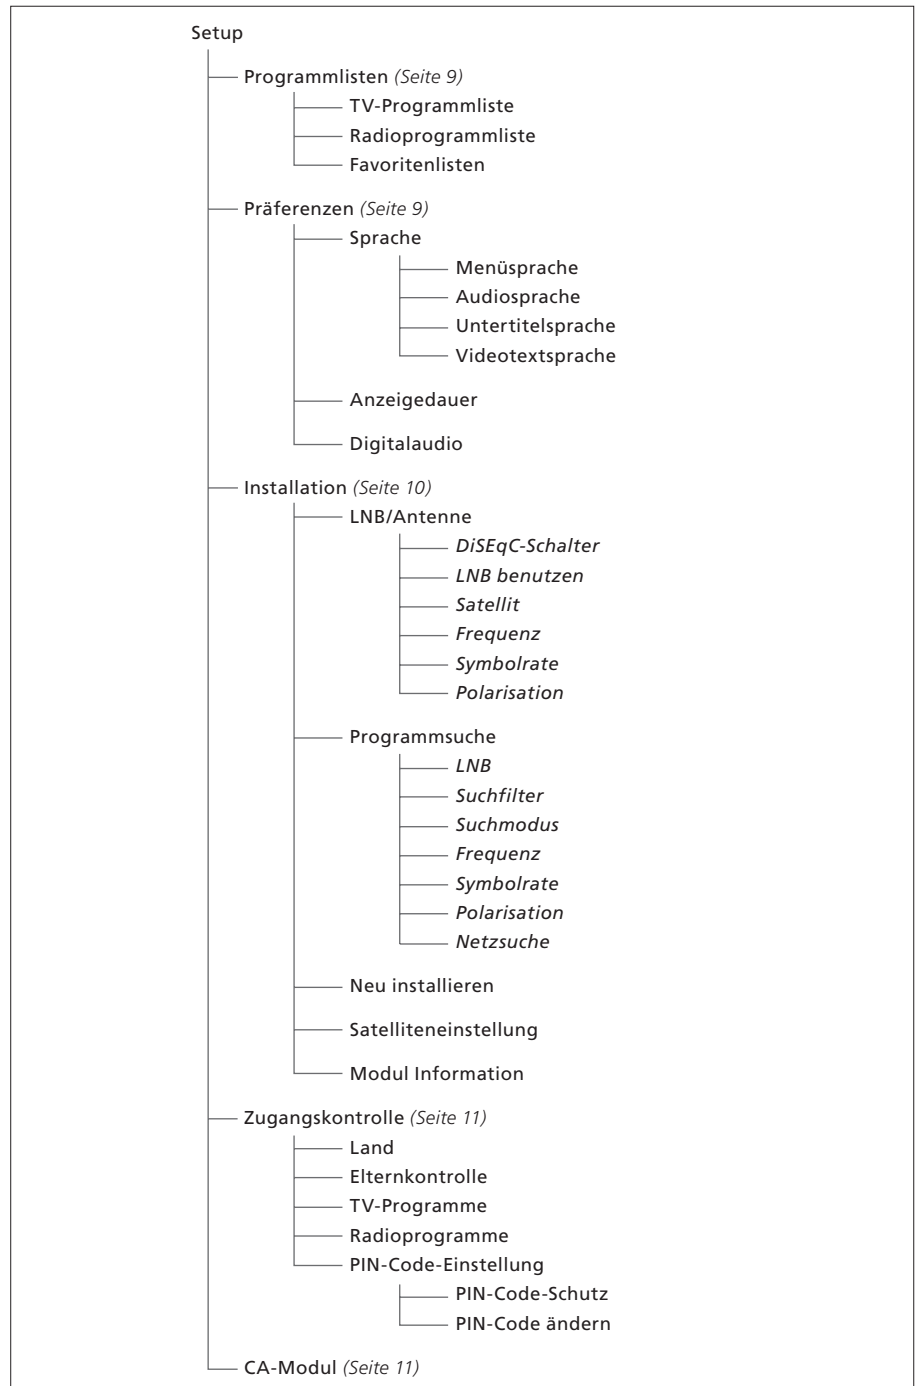 Setup
Programmlisten (Seite 9)
TV-Programmliste
Radioprogrammliste
Favoritenlisten
Präferenzen (Seite 9)
Sprache
Menüsprache
Audiosprache
Untertitelsprache
Videotextsprache
Anzeigedauer
Digitalaudio
Installation (Seite 10)
LNB/Antenne
DiSEqC-Schalter
LNB benutzen
Satellit
Frequenz
Symbolrate
Polarisation
Programmsuche
LNB
Suchfilter
Suchmodus
Frequenz
Symbolrate
Polarisation
Netzsuche
Neu installieren
Satelliteneinstellung
Modul Information
Zugangskontrolle (Seite 11)
Land
Elternkontrolle
TV-Programme
Radioprogramme
PIN-Code-Einstellung
PIN-Code-Schutz
PIN-Code ändern
CA-Modul (Seite 11)